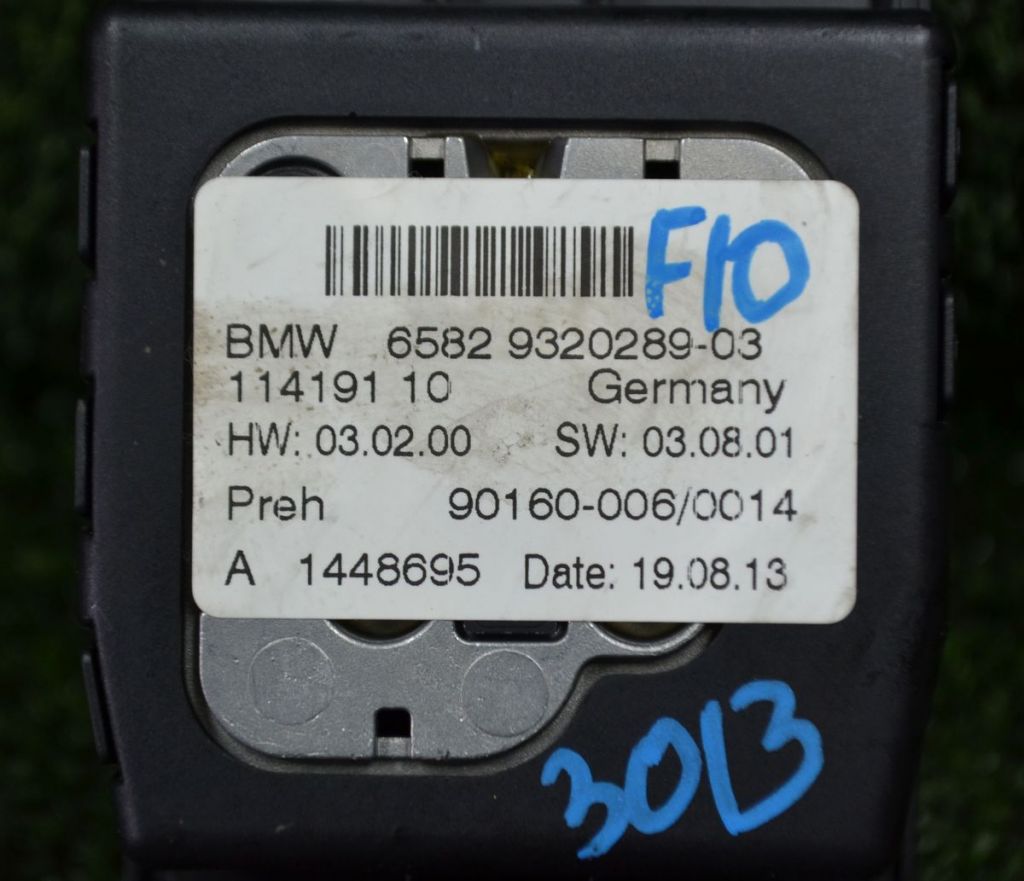 F10
BMW 6582 9320289-03
114191 10 Germany
HW: 03.02.00 SW: 03.08.01
Preh 90160-006/0014
A 1448695 Date: 19.08.13
3013